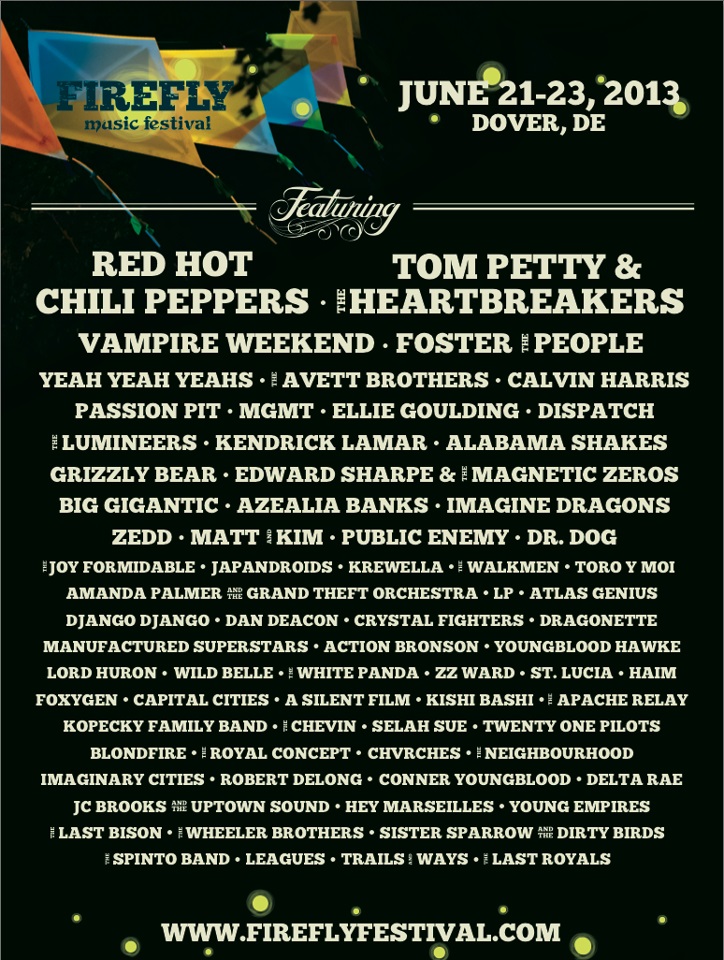 FIREFLY
music festival
JUNE 21-23, 2013
DOVER, DE
Featuring
RED HOT CHILI PEPPERS · THE TOM PETTY & HEARTBREAKERS
VAMPIRE WEEKEND · FOSTER THE PEOPLE
YEAH YEAH YEAHS · THE AVETT BROTHERS · CALVIN HARRIS
PASSION PIT · MGMT · ELLIE GOULDING · DISPATCH
THE LUMINEERS · KENDRICK LAMAR · ALABAMA SHAKES
GRIZZLY BEAR · EDWARD SHARPE & THE MAGNETIC ZEROS
BIG GIGANTIC · AZEALIA BANKS · IMAGINE DRAGONS
ZEDD · MATT AND KIM · PUBLIC ENEMY · DR. DOG
THE JOY FORMIDABLE · JAPANDROIDS · KREWELLA · THE WALKMEN · TORO Y MOI
AMANDA PALMER AND THE GRAND THEFT ORCHESTRA · LP · ATLAS GENIUS
DJANGO DJANGO · DAN DEACON · CRYSTAL FIGHTERS · DRAGONETTE
MANUFACTURED SUPERSTARS · ACTION BRONSON · YOUNGBLOOD HAWKE
LORD HURON · WILD BELLE · THE WHITE PANDA · ZZ WARD · ST. LUCIA · HAIM
FOXYGEN · CAPITAL CITIES · A SILENT FILM · KISHI BASHI · THE APACHE RELAY
KOPECKY FAMILY BAND · THE CHEVIN · SELAH SUE · TWENTY ONE PILOTS
BLONDFIRE · THE ROYAL CONCEPT · CHVRCHES · THE NEIGHBOURHOOD
IMAGINARY CITIES · ROBERT DELONG · CONNER YOUNGBLOOD · DELTA RAE
JC BROOKS AND THE UPTOWN SOUND · HEY MARSEILLES · YOUNG EMPIRES
THE LAST BISON · THE WHEELER BROTHERS · SISTER SPARROW AND THE DIRTY BIRDS
THE SPINTO BAND · LEAGUES · TRAILS AND WAYS · THE LAST ROYALS
WWW.FIREFLYFESTIVAL.COM